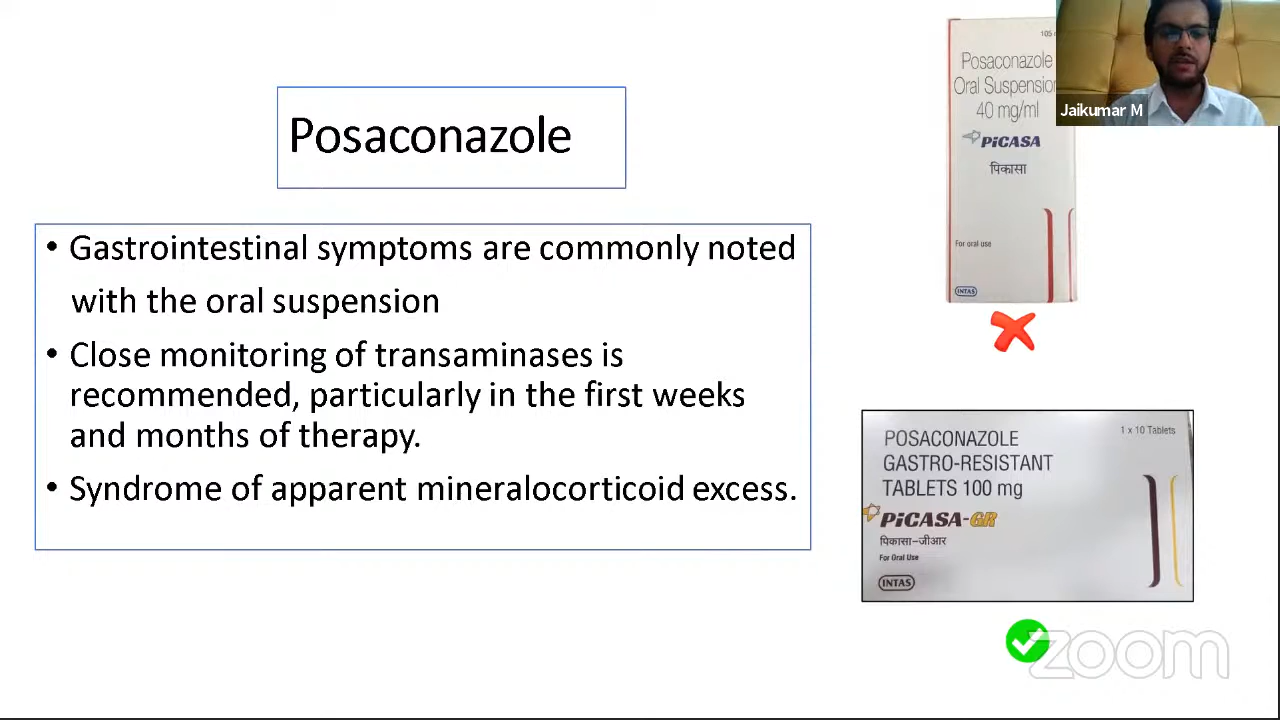 Posaconazole
• Gastrointestinal symptoms are commonly noted
with the oral suspension
• Close monitoring of transaminases is
recommended, particularly in the first weeks
and months of therapy.
• Syndrome of apparent mineralocorticoid excess.
105
Posaconazole
Oral Suspension
40 mg/ml
PiCASA
पिकासा
For oral use
INTAS
Jaikumar M
POSACONAZOLE
GASTRO-RESISTANT
TABLETS 100 mg
1 x 10 Tablets
PiCASA-GR
पिकासा-जीआर
For Oral Use
INTAS
zoom